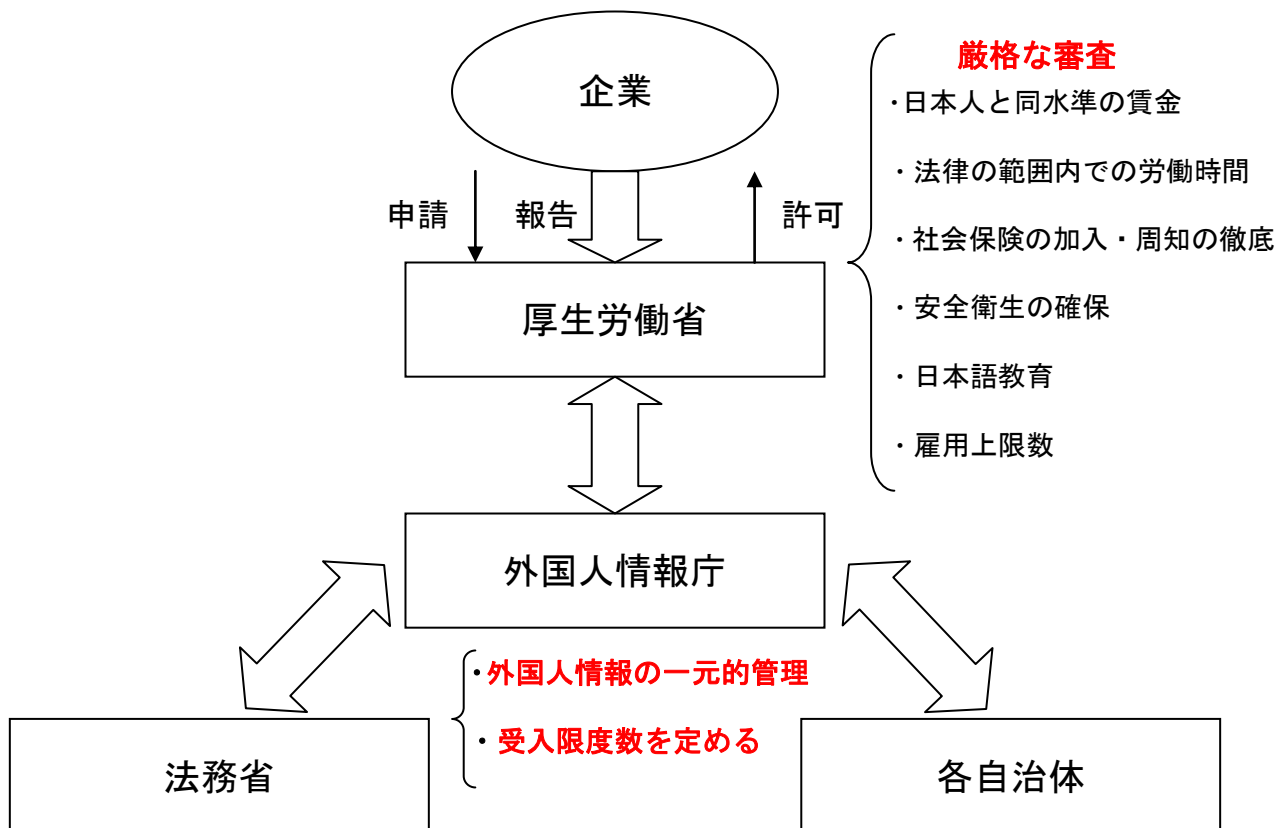 企業
厳格な審査
・日本人と同水準の賃金
・法律の範囲内での労働時間
・社会保険の加入・周知の徹底
・安全衛生の確保
・日本語教育
・雇用上限数
申請
報告
許可
厚生労働省
外国人情報庁
・外国人情報の一元的管理
・受入限度数を定める
法務省
各自治体